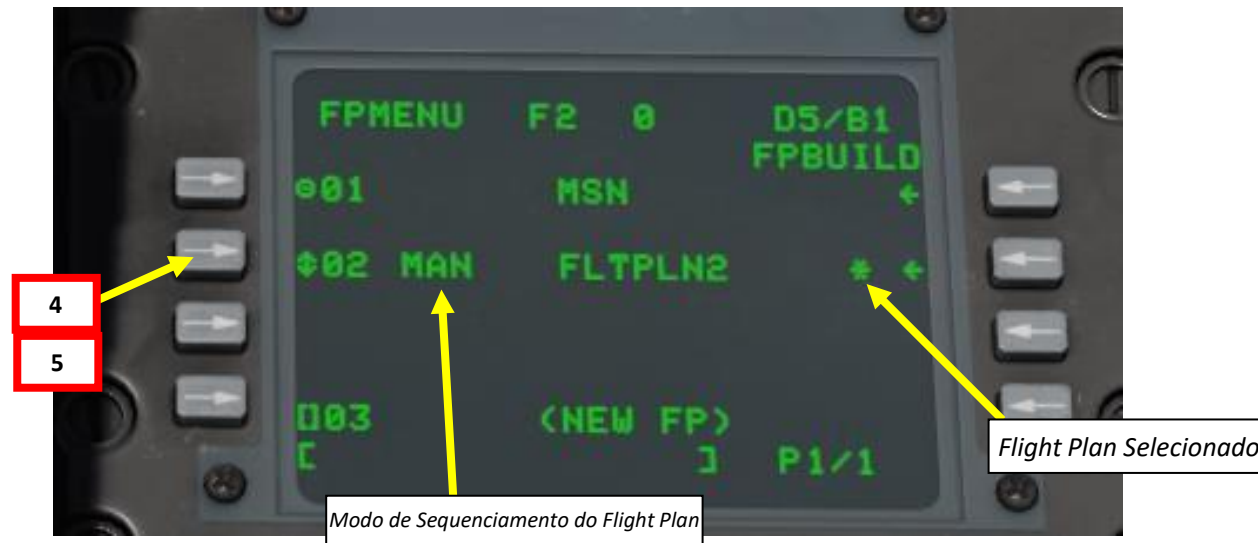 FPMENU F2 0 D5/B1
FPBUILD
01 MSN ←
↕02 MAN FLTPLN2 * ←
4
5
[]03 (NEW FP)
[ ] P1/1
Flight Plan Selecionado
Modo de Sequenciamento do Flight Plan